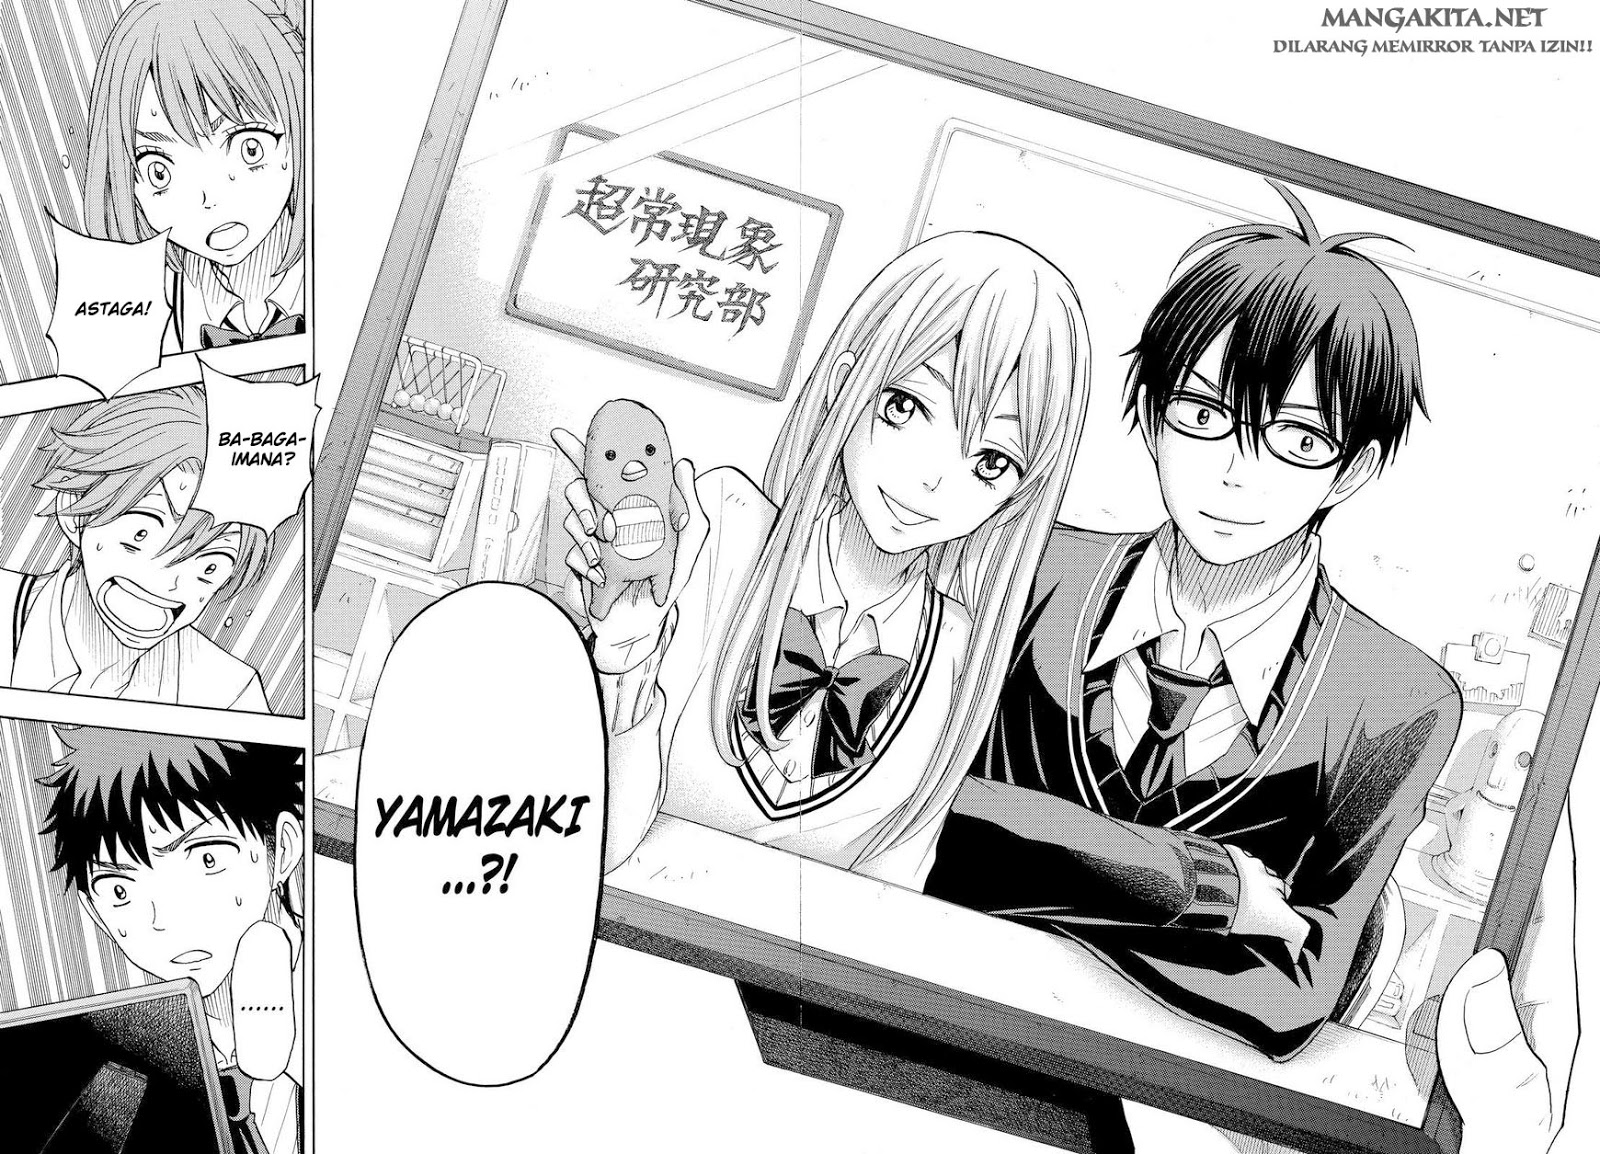 MANGAKITA.NET
DILARANG MEMIRROR TANPA IZIN!!
超常現象
研究部
YAMAZAKI
...?!
ASTAGA!
BA-BAGA-
IMANA?
......